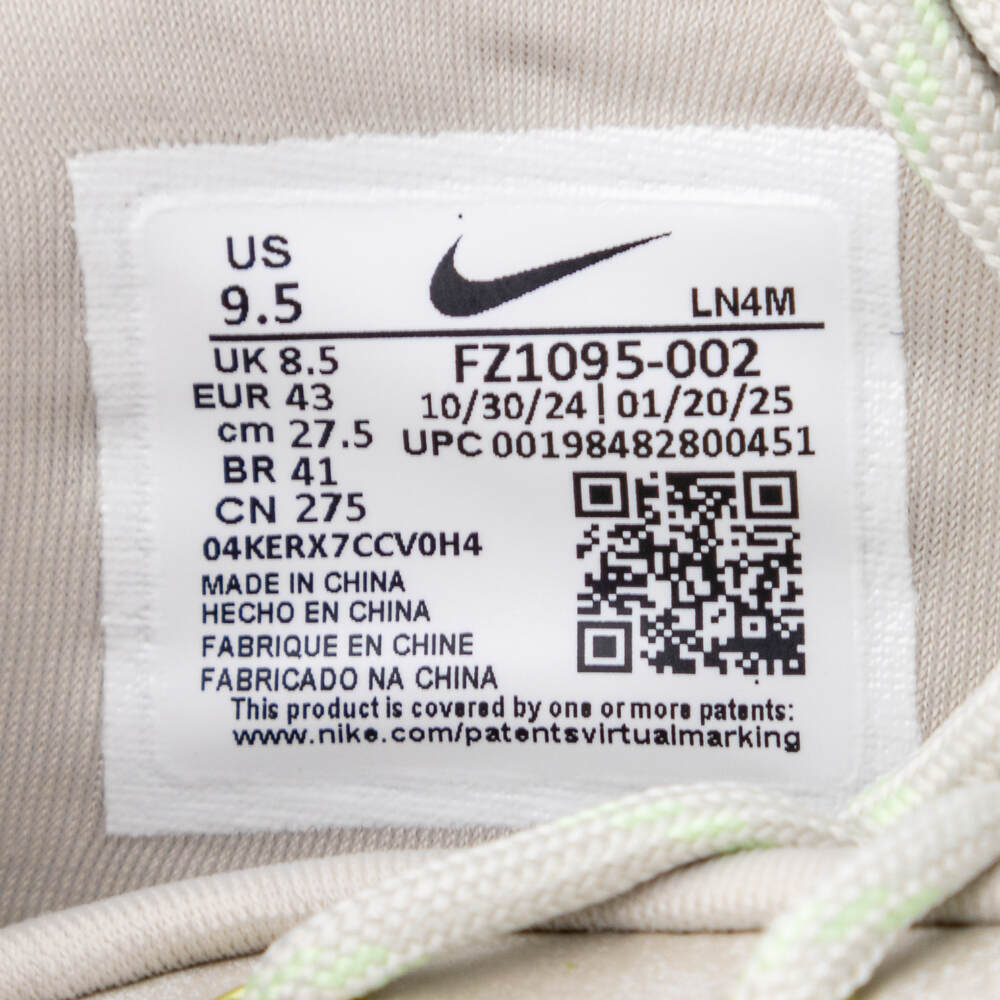 US
9.5
LN4M
UK 8.5
EUR 43
cm 27.5
BR 41
CN 275
FZ1095-002
10/30/24|01/20/25
UPC 00198482800451
04KERX7CCV0H4
MADE IN CHINA
HECHO EN CHINA
FABRIQUE EN CHINE
FABRICADO NA CHINA
This product is covered by one or more patents:
www.nike.com/patentsvirtualmarking